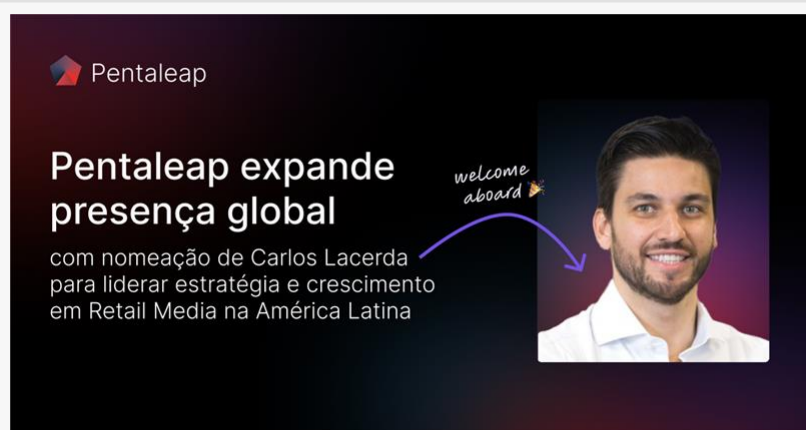 Pentaleap
Pentaleap expande
presença global
com nomeação de Carlos Lacerda
para liderar estratégia e crescimento
em Retail Media na América Latina
welcome
aboard 🎉